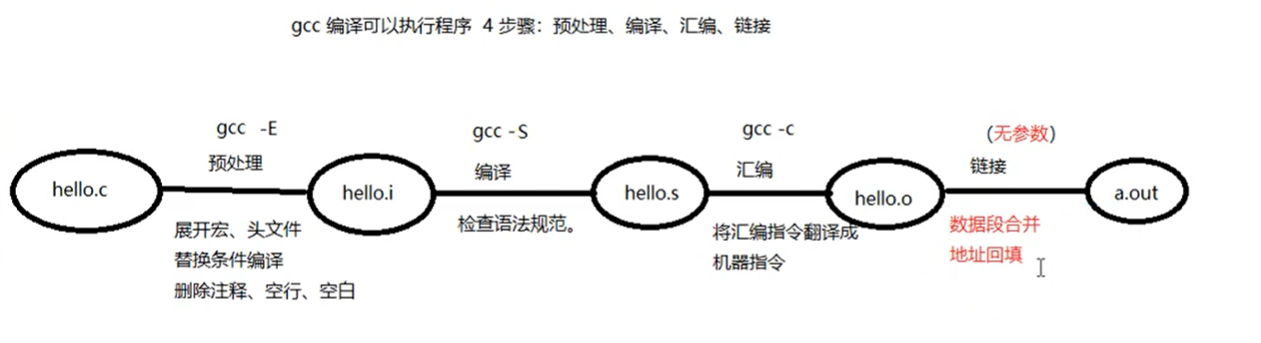 gcc 编译可以执行程序 4 步骤：预处理、编译、汇编、链接
gcc -E
gcc -S
gcc -c
(无参数)
预处理
编译
汇编
链接
hello.c
hello.i
hello.s
hello.o
a.out
展开宏、头文件
替换条件编译
删除注释、空行、空白
检查语法规范。
将汇编指令翻译成
机器指令
数据段合并
地址回填